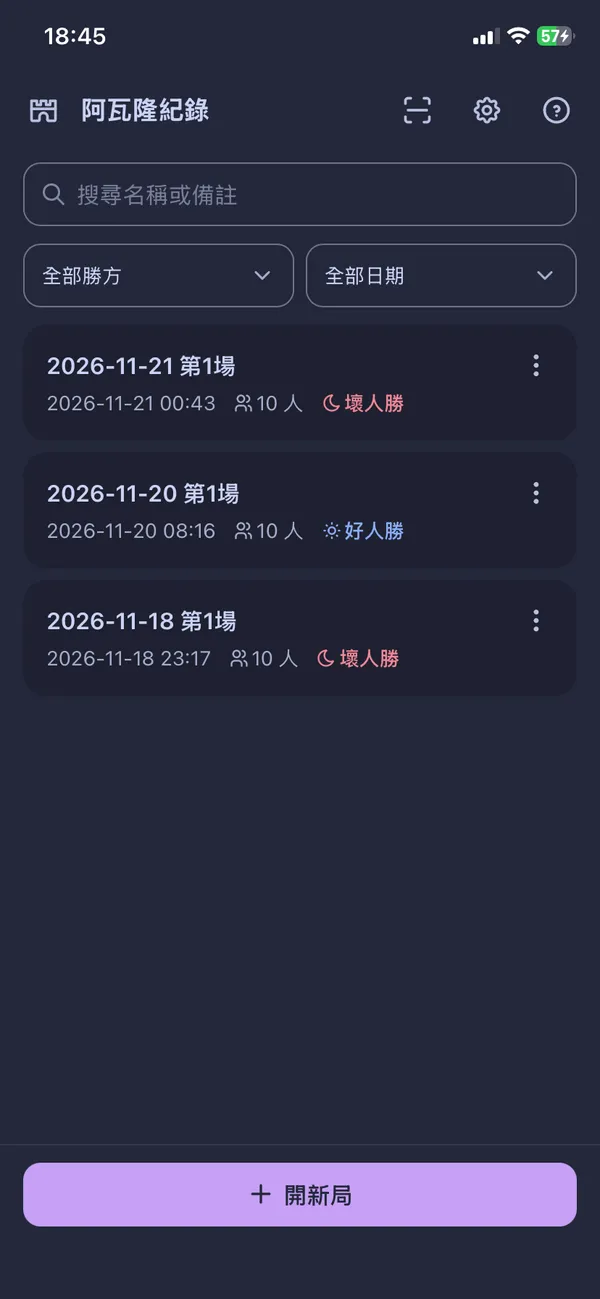 18:45
57
阿瓦隆紀錄
搜尋名稱或備註
全部勝方
全部日期
2026-11-21 第1場
2026-11-21 00:43 10 人 壞人勝
2026-11-20 第1場
2026-11-20 08:16 10 人 好人勝
2026-11-18 第1場
2026-11-18 23:17 10 人 壞人勝
開新局